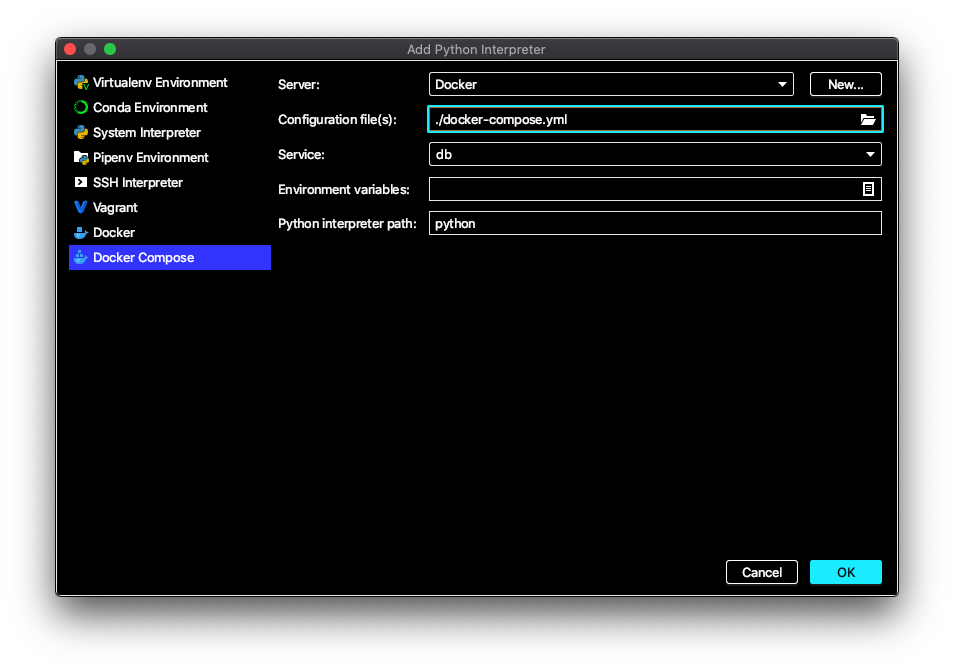 Add Python Interpreter
Virtualenv Environment
Conda Environment
System Interpreter
Pipenv Environment
SSH Interpreter
Vagrant
Docker
Docker Compose
Server: Docker New...
Configuration file(s): ./docker-compose.yml
Service: db
Environment variables:
Python interpreter path: python
Cancel OK